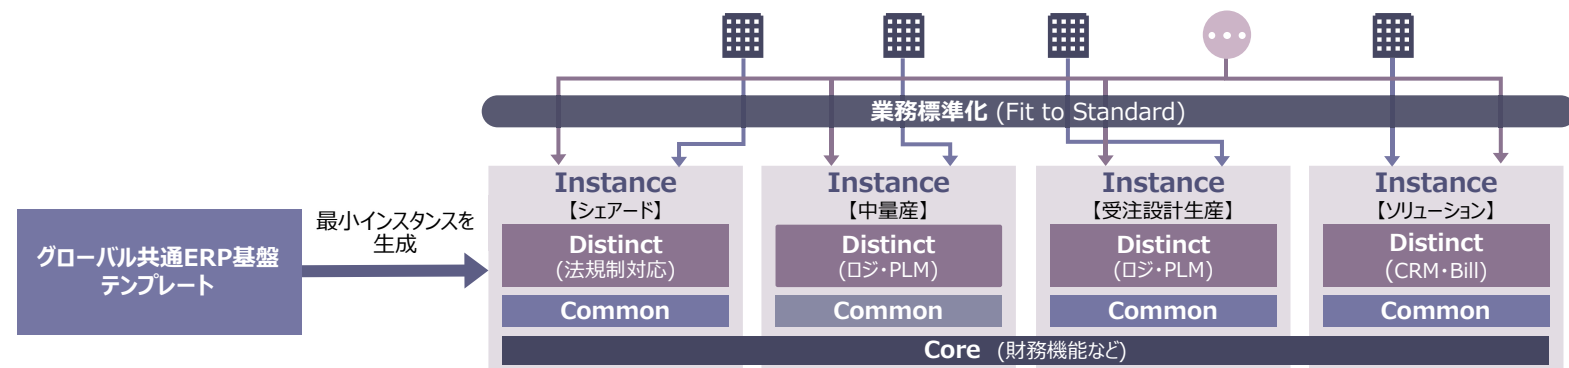 業務標準化 (Fit to Standard)
グローバル共通ERP基盤
テンプレート
最小インスタンスを
生成
Instance
【シェアード】
Distinct
(法規制対応)
Common
Instance
【中量産】
Distinct
(ロジ・PLM)
Common
Instance
【受注設計生産】
Distinct
(ロジ・PLM)
Common
Instance
【ソリューション】
Distinct
(CRM・Bill)
Common
Core (財務機能など)